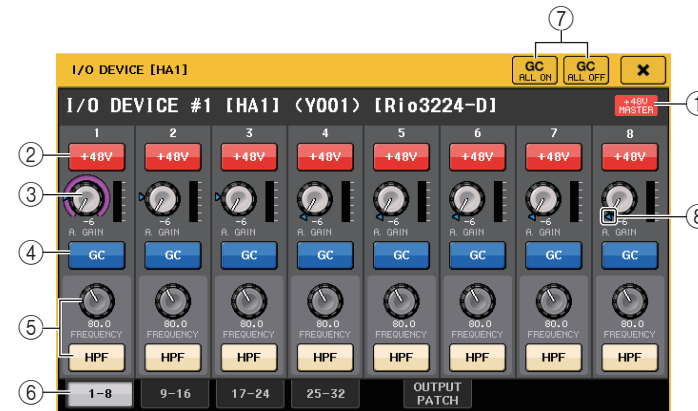 ⑦
I/O DEVICE [HA1] GC ALL ON GC ALL OFF ×
I/O DEVICE #1 [HA1] (Y001) [Rio3224-D] +48V MASTER ①
1 2 3 4 5 6 7 8
② +48V +48V +48V +48V +48V +48V +48V +48V
③ -6 -6 -6 -6 -6 -6 -6 -6 ⑧
A. GAIN A. GAIN A. GAIN A. GAIN A. GAIN A. GAIN A. GAIN A. GAIN
④ GC GC GC GC GC GC GC GC
⑤ 80.0 80.0 80.0 80.0 80.0 80.0 80.0 80.0
FREQUENCY FREQUENCY FREQUENCY FREQUENCY FREQUENCY FREQUENCY FREQUENCY FREQUENCY
HPF HPF HPF HPF HPF HPF HPF HPF
⑥ 1-8 9-16 17-24 25-32 OUTPUT PATCH